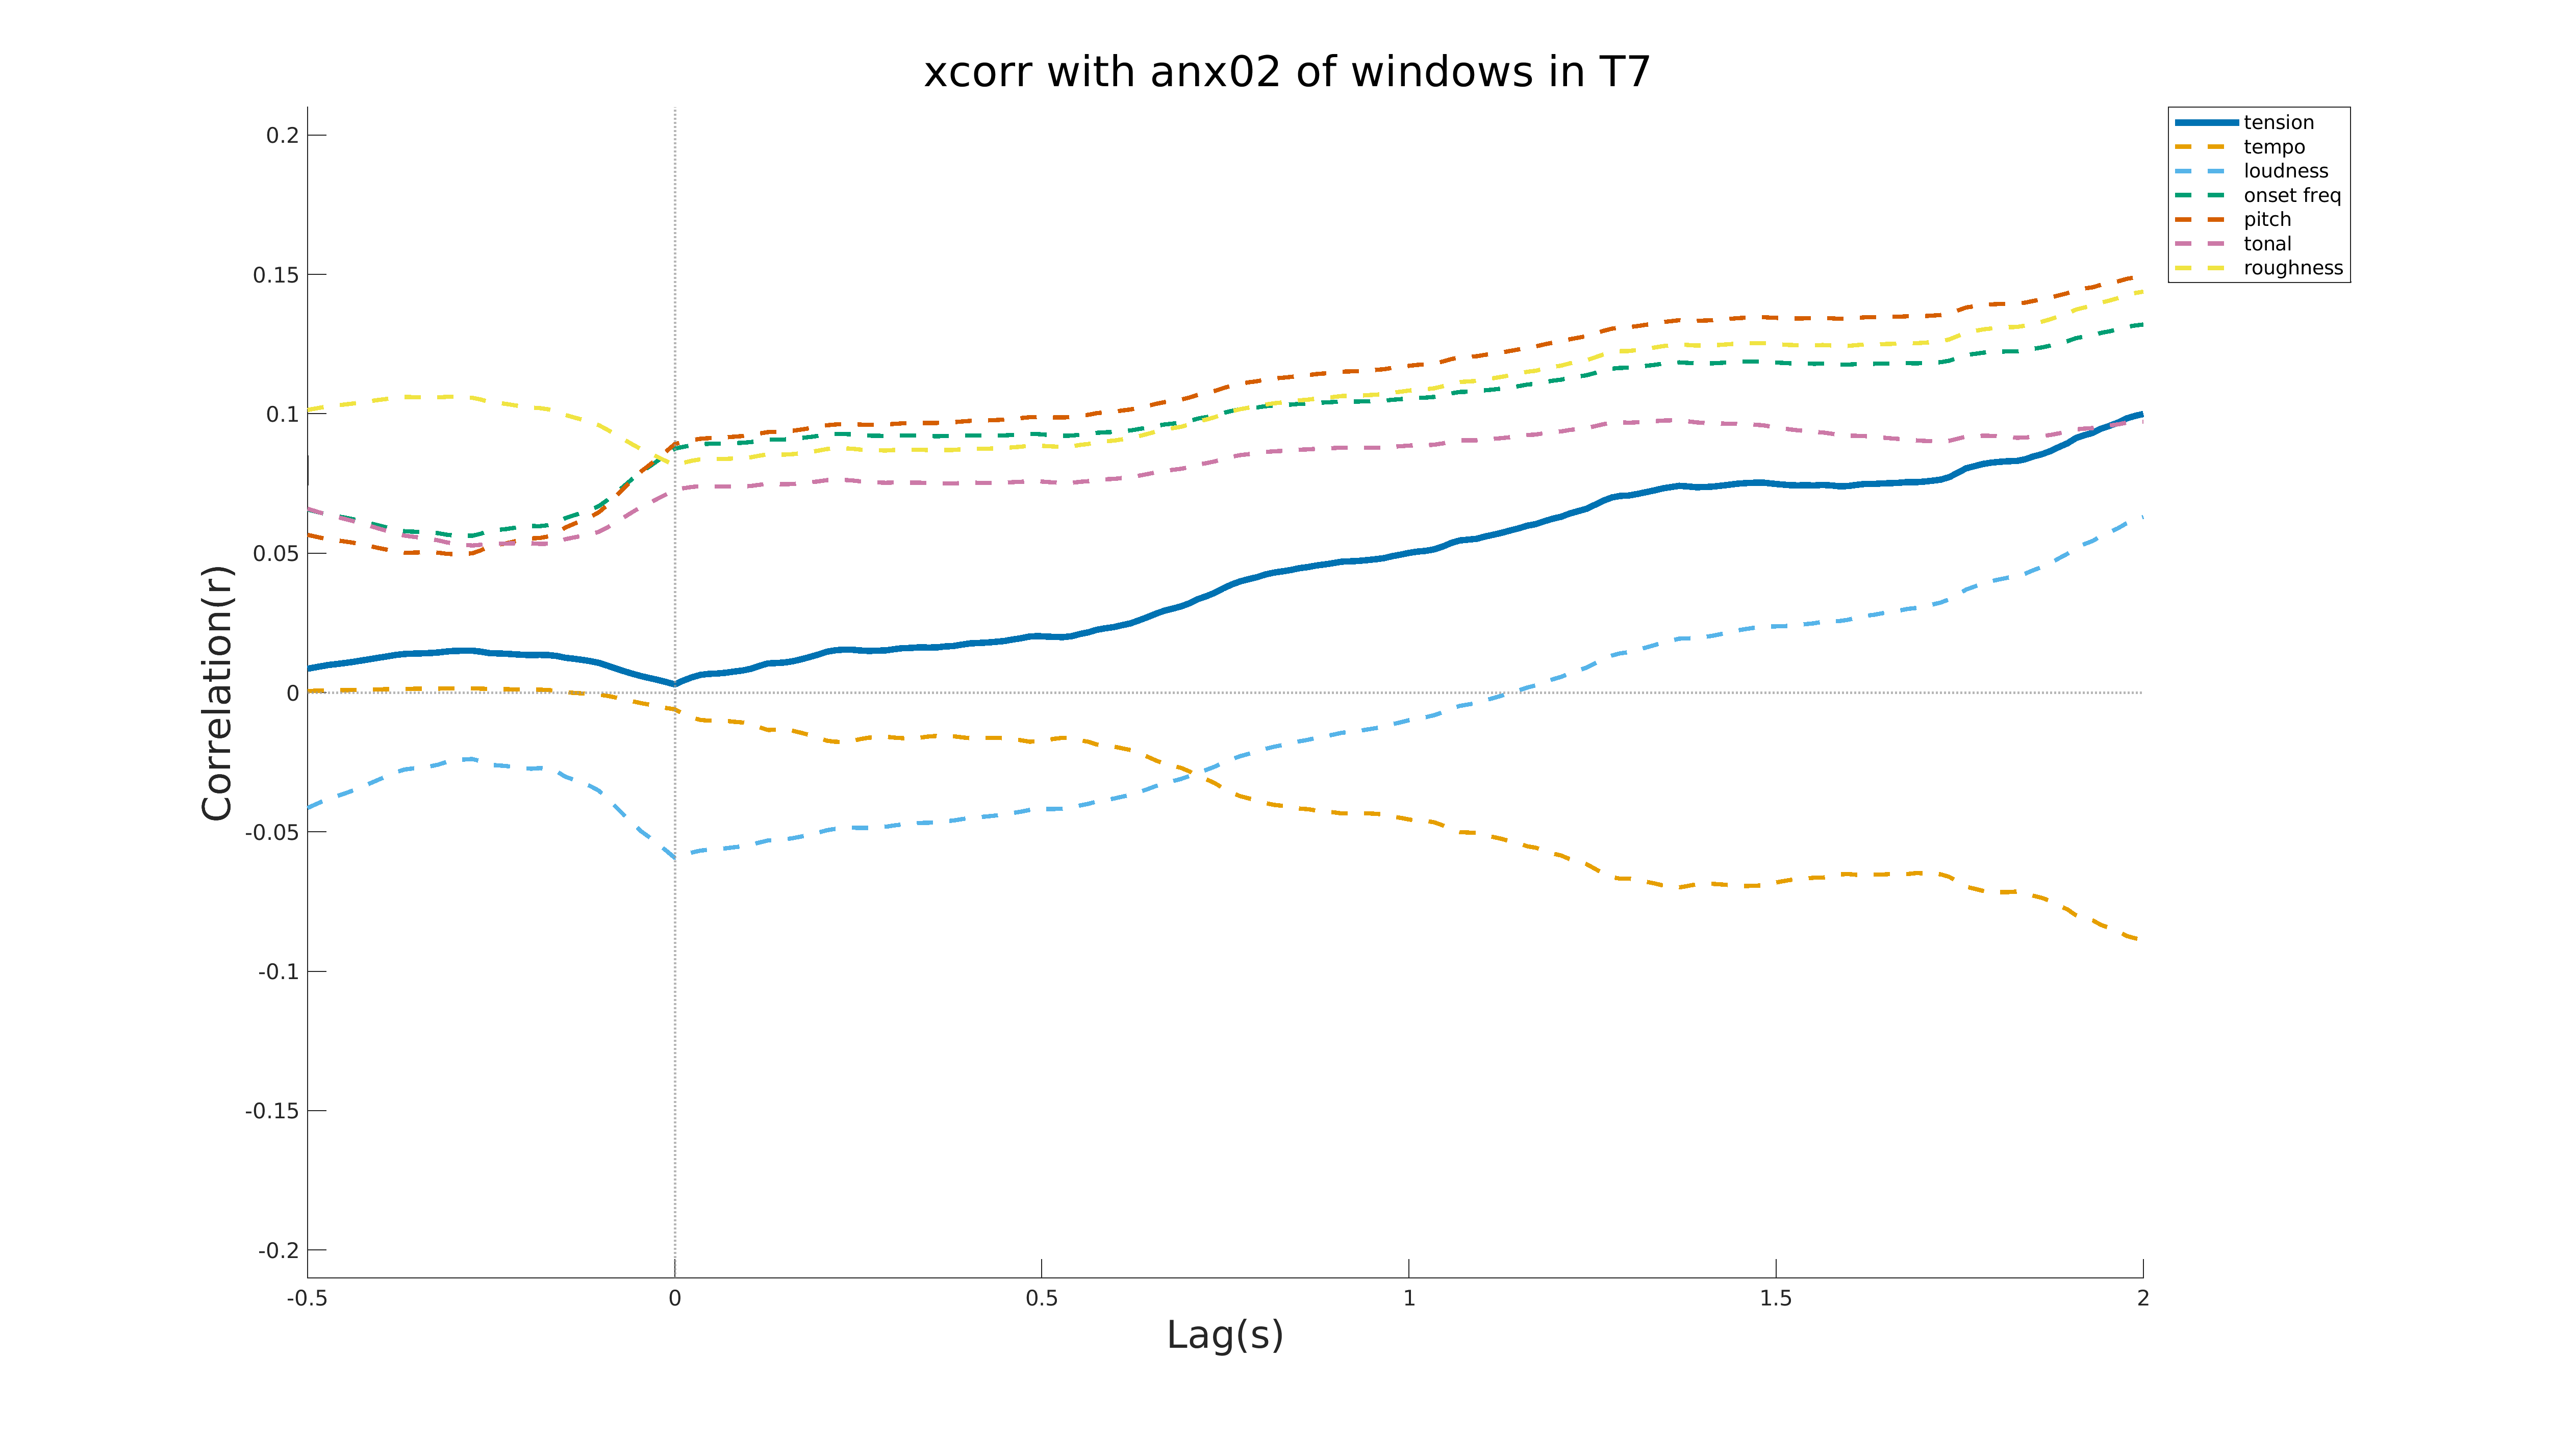 xcorr with anx02 of windows in T7
tension
tempo
loudness
onset freq
pitch
tonal
roughness
0.2
0.15
0.1
0.05
0
-0.05
-0.1
-0.15
-0.2
Correlation(r)
-0.5 0 0.5 1 1.5 2
Lag(s)